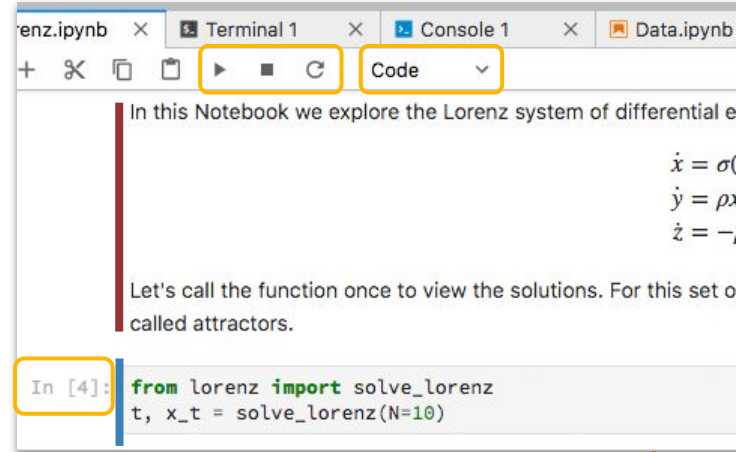 renz.ipynb Terminal 1 Console 1 Data.ipynb
Code
In this Notebook we explore the Lorenz system of differential e
ẋ = σ(
ẏ = ρx
ż = −
Let's call the function once to view the solutions. For this set o
called attractors.
In [4]: from lorenz import solve_lorenz
t, x_t = solve_lorenz(N=10)